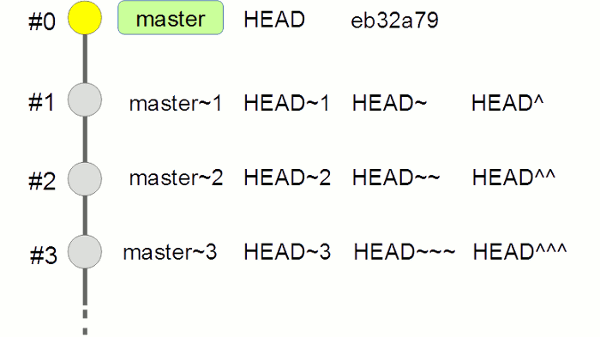 #0 master HEAD eb32a79
#1 master~1 HEAD~1 HEAD~ HEAD^
#2 master~2 HEAD~2 HEAD~~ HEAD^^
#3 master~3 HEAD~3 HEAD~~~ HEAD^^^